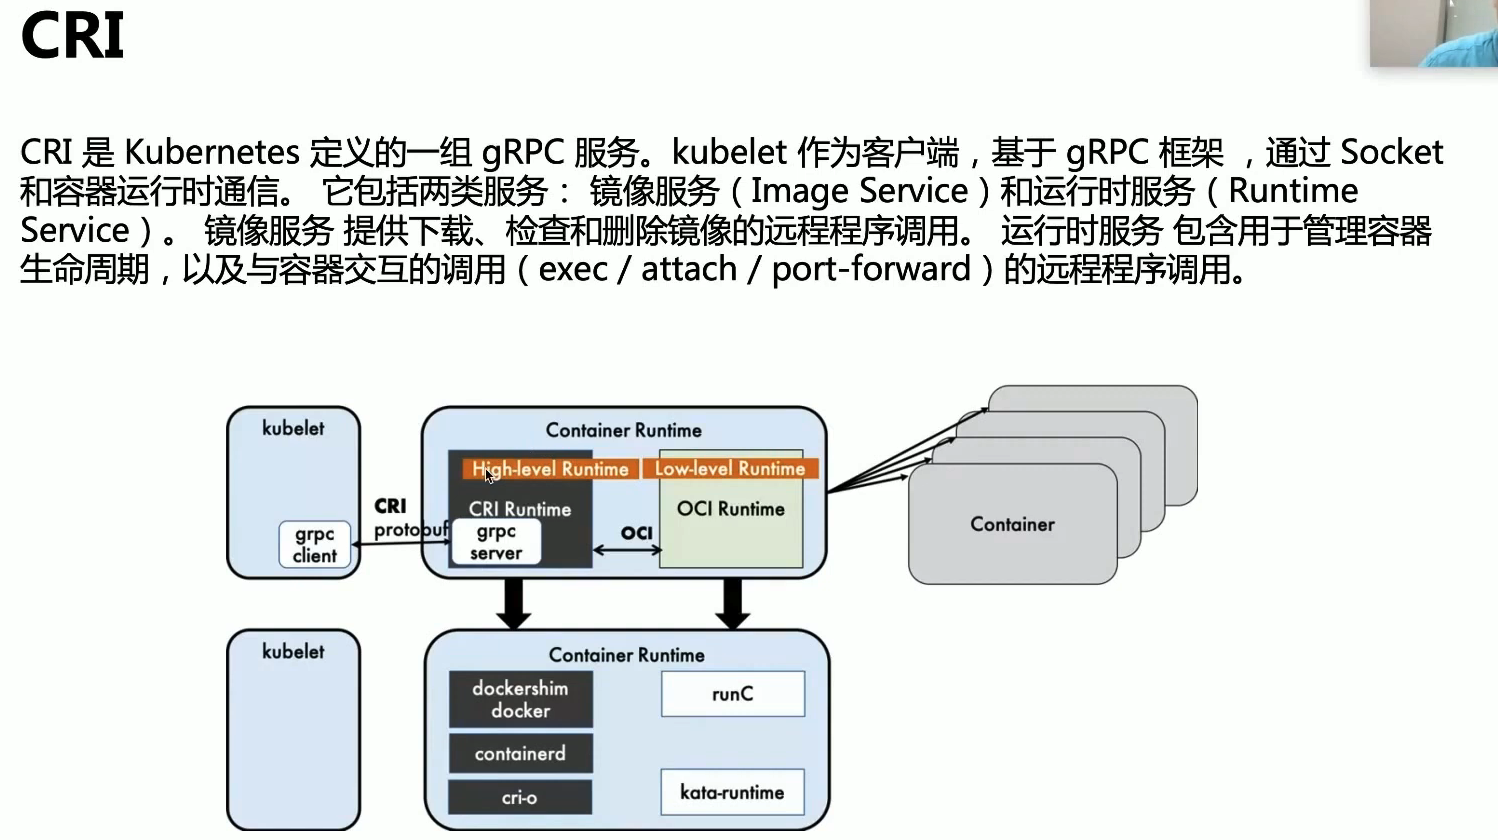 CRI
CRI 是 Kubernetes 定义的一组 gRPC 服务。kubelet 作为客户端，基于 gRPC 框架 ，通过 Socket
和容器运行时通信。 它包括两类服务： 镜像服务（Image Service）和运行时服务（Runtime
Service）。 镜像服务 提供下载、检查和删除镜像的远程程序调用。 运行时服务 包含用于管理容器
生命周期，以及与容器交互的调用（exec / attach / port-forward）的远程程序调用。
kubelet
grpc
client
CRI
protobuf
Container Runtime
High-level Runtime
Low-level Runtime
CRI Runtime
grpc
server
OCI
OCI Runtime
Container
kubelet
Container Runtime
dockershim
docker
containerd
cri-o
runC
kata-runtime